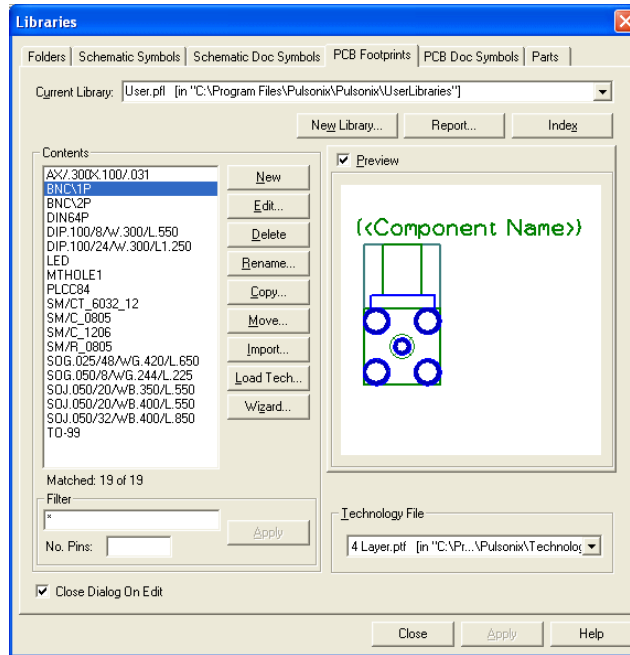 Libraries
Folders
Schematic Symbols
Schematic Doc Symbols
PCB Footprints
PCB Doc Symbols
Parts
Current Library:
User.pfl [in "C:\Program Files\Pulsonix\Pulsonix\UserLibraries"]
New Library...
Report...
Index
Contents
AX/.300X.100/.031
BNC\1P
BNC\2P
DIN64P
DIP.100/8/W.300/L.550
DIP.100/24/W.300/L1.250
LED
MTHOLE1
PLCC84
SM/CT_6032_12
SM/C_0805
SM/C_1206
SM/R_0805
SOG.025/48/WG.420/L.650
SOG.050/8/WG.244/L.225
SOJ.050/20/WB.350/L.550
SOJ.050/20/WB.400/L.550
SOJ.050/32/WB.400/L.850
TO-99
New
Edit...
Delete
Rename...
Copy...
Move...
Import...
Load Tech...
Wizard...
Preview
(<Component Name>)
Matched: 19 of 19
Filter
*
No. Pins:
Apply
Technology File
4 Layer.ptf [in "C:\Pr...\Pulsonix\Technolog
Close Dialog On Edit
Close
Apply
Help